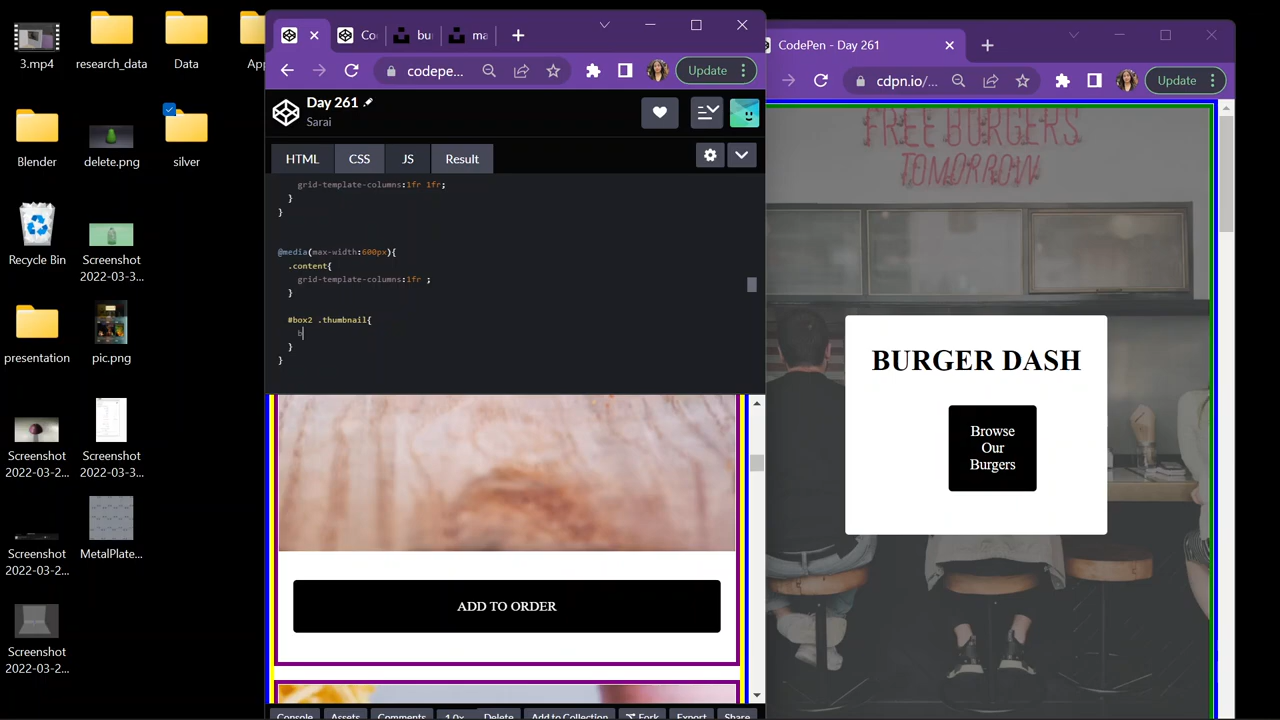 3.mp4
research_data
Data
Blender
delete.png
silver
Recycle Bin
Screenshot
2022-03-3...
presentation
pic.png
Screenshot
2022-03-2...
Screenshot
2022-03-3...
Screenshot
2022-03-2...
MetalPlate...
Screenshot
2022-03-2...
codepe...
Update
Day 261
Sarai
HTML
CSS
JS
Result
grid-template-columns:1fr 1fr;
}
}
@media(max-width:600px){
.content{
grid-template-columns:1fr ;
}
#box2 .thumbnail{
b
}
}
ADD TO ORDER
Console
Assets
Comments
1.0x
Delete
Add to Collection
Fork
Export
Share
CodePen - Day 261
cdpn.io/...
Update
FREE BURGERS
TOMORROW
BURGER DASH
Browse
Our
Burgers